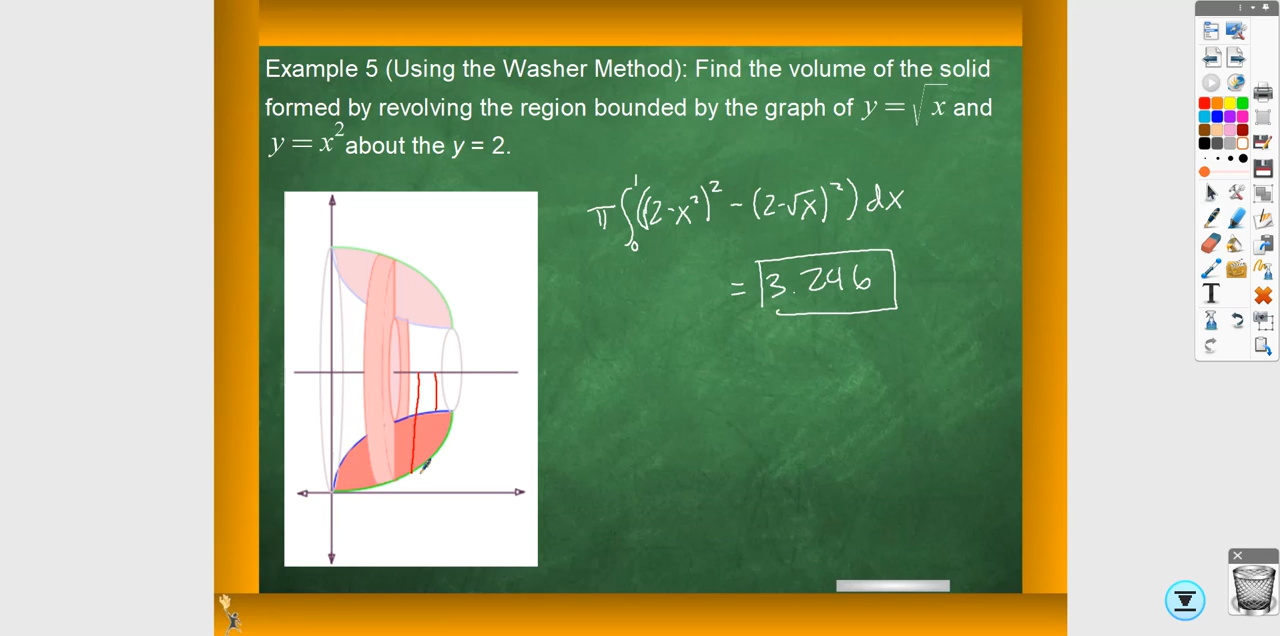 Example 5 (Using the Washer Method): Find the volume of the solid
formed by revolving the region bounded by the graph of y = √x and
y = x² about the y = 2.
π∫₀¹((2-x²)² - (2-√x)²) dx
= 3.246
T